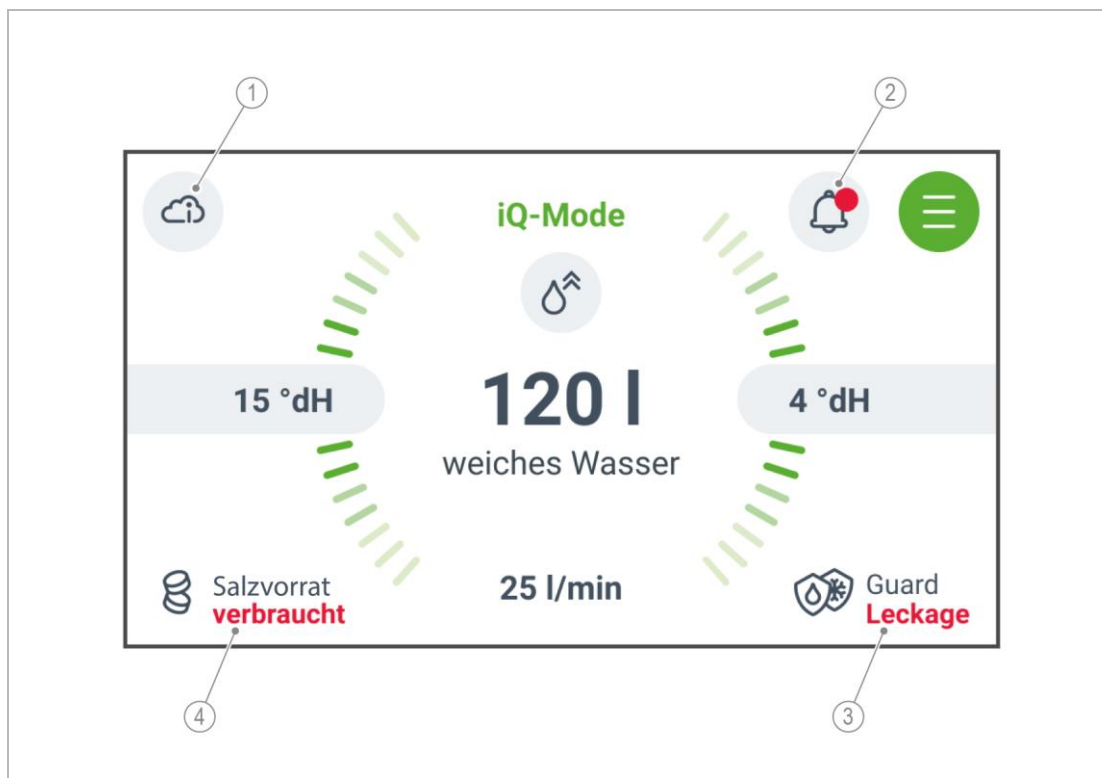 1
2
iQ-Mode
120 l
15 °dH
4 °dH
weiches Wasser
25 l/min
Salzvorrat
verbraucht
Guard
Leckage
4
3